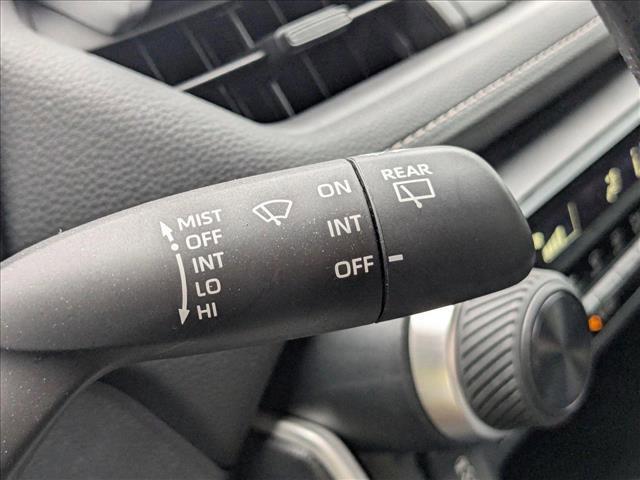 MIST
OFF
INT
LO
HI
ON
INT
OFF
REAR